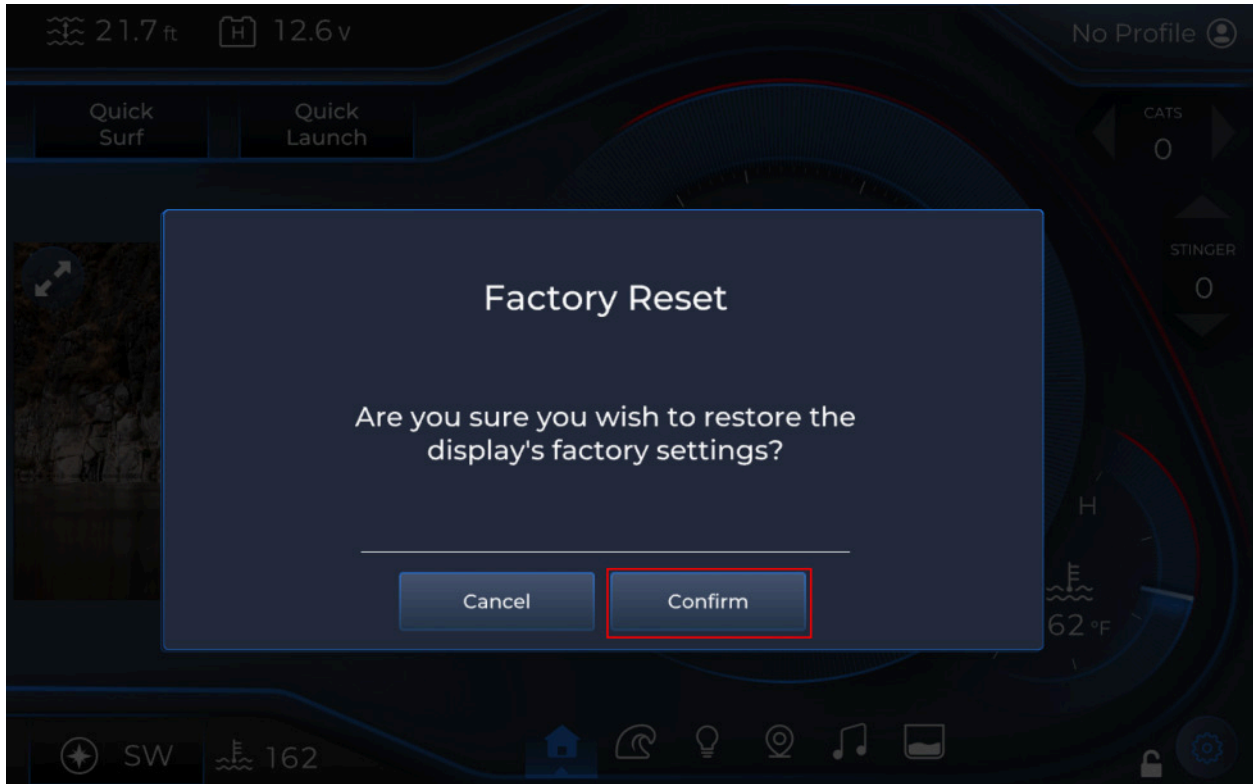 21.7 ft H 12.6 v No Profile
Quick
Surf
Quick
Launch
CATS
0
STINGER
0
Factory Reset
Are you sure you wish to restore the
display's factory settings?
Cancel Confirm
H
62 °F
SW 162